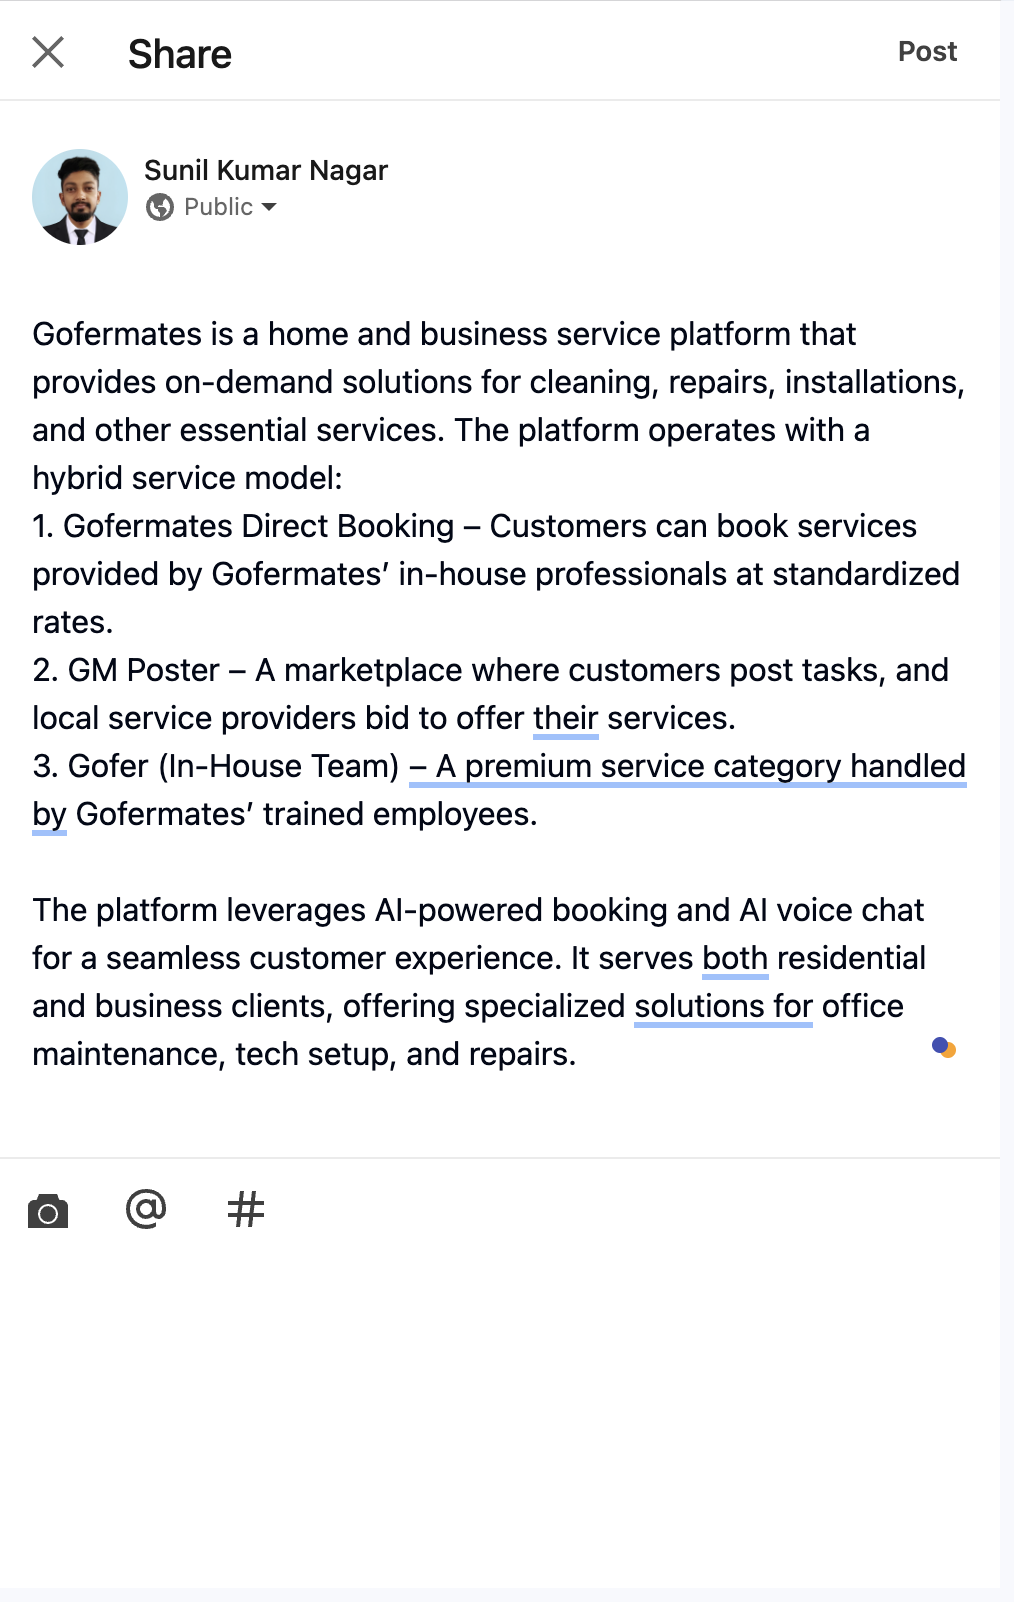 Share
Post
Sunil Kumar Nagar
Public
Gofermates is a home and business service platform that
provides on-demand solutions for cleaning, repairs, installations,
and other essential services. The platform operates with a
hybrid service model:
1. Gofermates Direct Booking – Customers can book services
provided by Gofermates’ in-house professionals at standardized
rates.
2. GM Poster – A marketplace where customers post tasks, and
local service providers bid to offer their services.
3. Gofer (In-House Team) – A premium service category handled
by Gofermates’ trained employees.
The platform leverages AI-powered booking and AI voice chat
for a seamless customer experience. It serves both residential
and business clients, offering specialized solutions for office
maintenance, tech setup, and repairs.
@ #